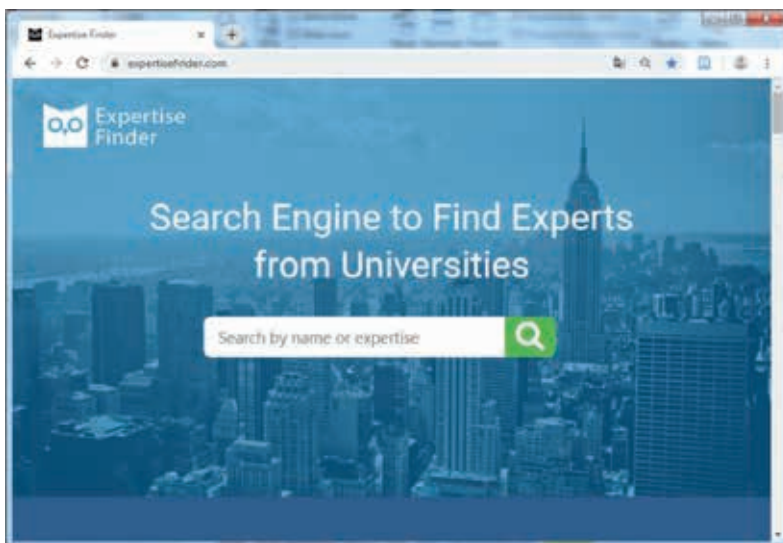 Expertise Finder
expertisefinder.com
Expertise
Finder
Search Engine to Find Experts
from Universities
Search by name or expertise